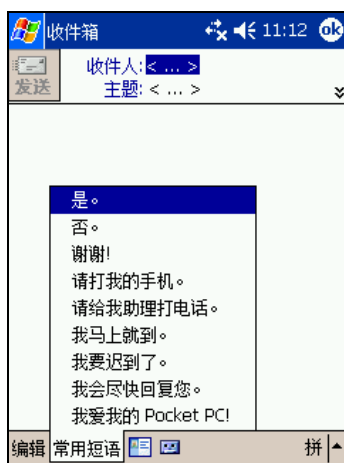 收件箱 11:12 ok
发送
收件人:< ... >
主题:< ... >
是。
否。
谢谢!
请打我的手机。
请给我助理打电话。
我马上就到。
我要迟到了。
我会尽快回复您。
我爱我的 Pocket PC!
编辑 常用短语 拼